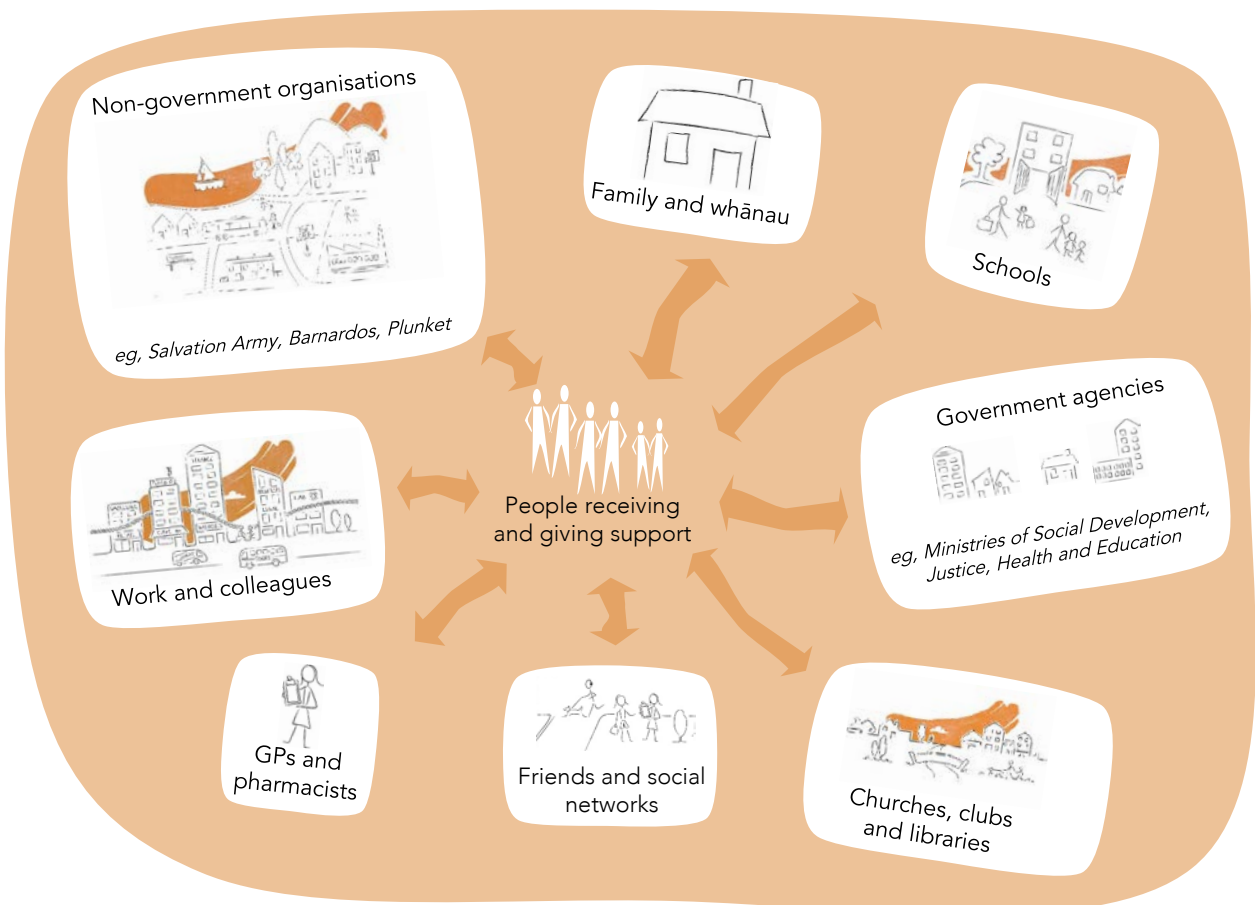 Non-government organisations
eg, Salvation Army, Barnardos, Plunket
Family and whānau
Schools
Government agencies
eg, Ministries of Social Development,
Justice, Health and Education
People receiving
and giving support
Work and colleagues
GPs and
pharmacists
Friends and social
networks
Churches, clubs
and libraries